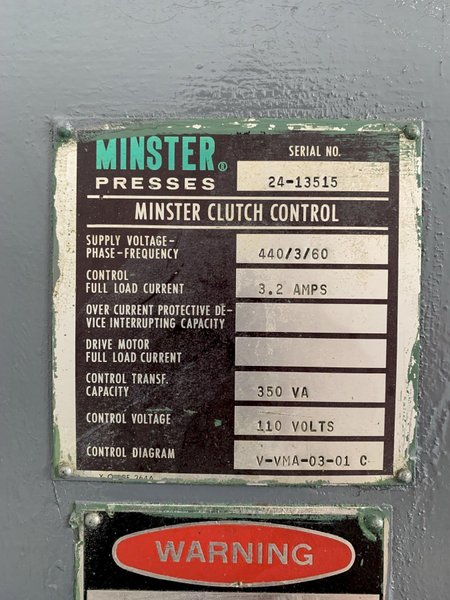 MINSTER® SERIAL NO.
PRESSES 24-13515
MINSTER CLUTCH CONTROL
SUPPLY VOLTAGE-
PHASE-FREQUENCY 440/3/60
CONTROL-
FULL LOAD CURRENT 3.2 AMPS
OVER CURRENT PROTECTIVE DE-
VICE INTERRUPTING CAPACITY
DRIVE MOTOR
FULL LOAD CURRENT
CONTROL TRANSF.
CAPACITY 350 VA
CONTROL VOLTAGE 110 VOLTS
CONTROL DIAGRAM V-VMA-03-01 C
WARNING